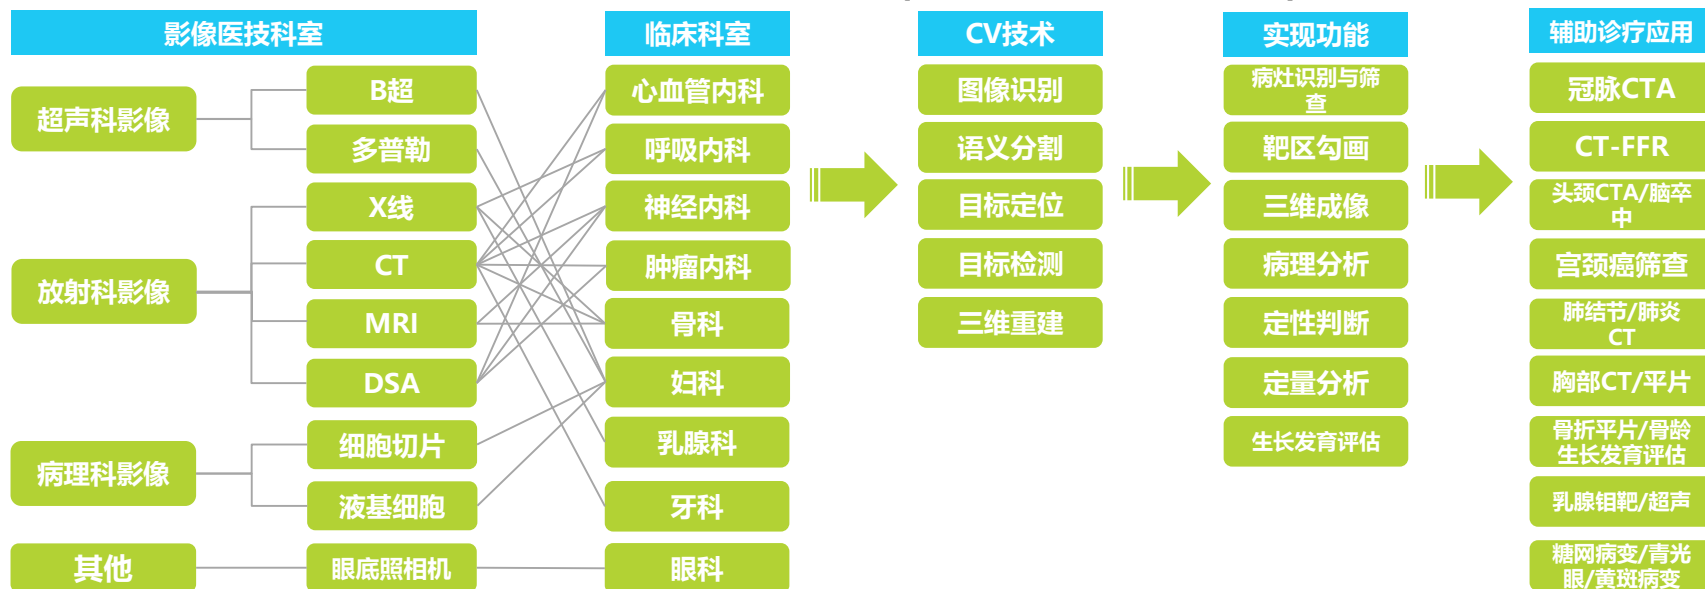 影像医技科室
临床科室
CV技术
实现功能
辅助诊疗应用
超声科影像
B超
多普勒
放射科影像
X线
CT
MRI
DSA
病理科影像
细胞切片
液基细胞
其他
眼底照相机
心血管内科
呼吸内科
神经内科
肿瘤内科
骨科
妇科
乳腺科
牙科
眼科
图像识别
语义分割
目标定位
目标检测
三维重建
病灶识别与筛
查
靶区勾画
三维成像
病理分析
定性判断
定量分析
生长发育评估
冠脉CTA
CT-FFR
头颈CTA/脑卒
中
宫颈癌筛查
肺结节/肺炎
CT
胸部CT/平片
骨折平片/骨龄
生长发育评估
乳腺钼靶/超声
糖网病变/青光
眼/黄斑病变